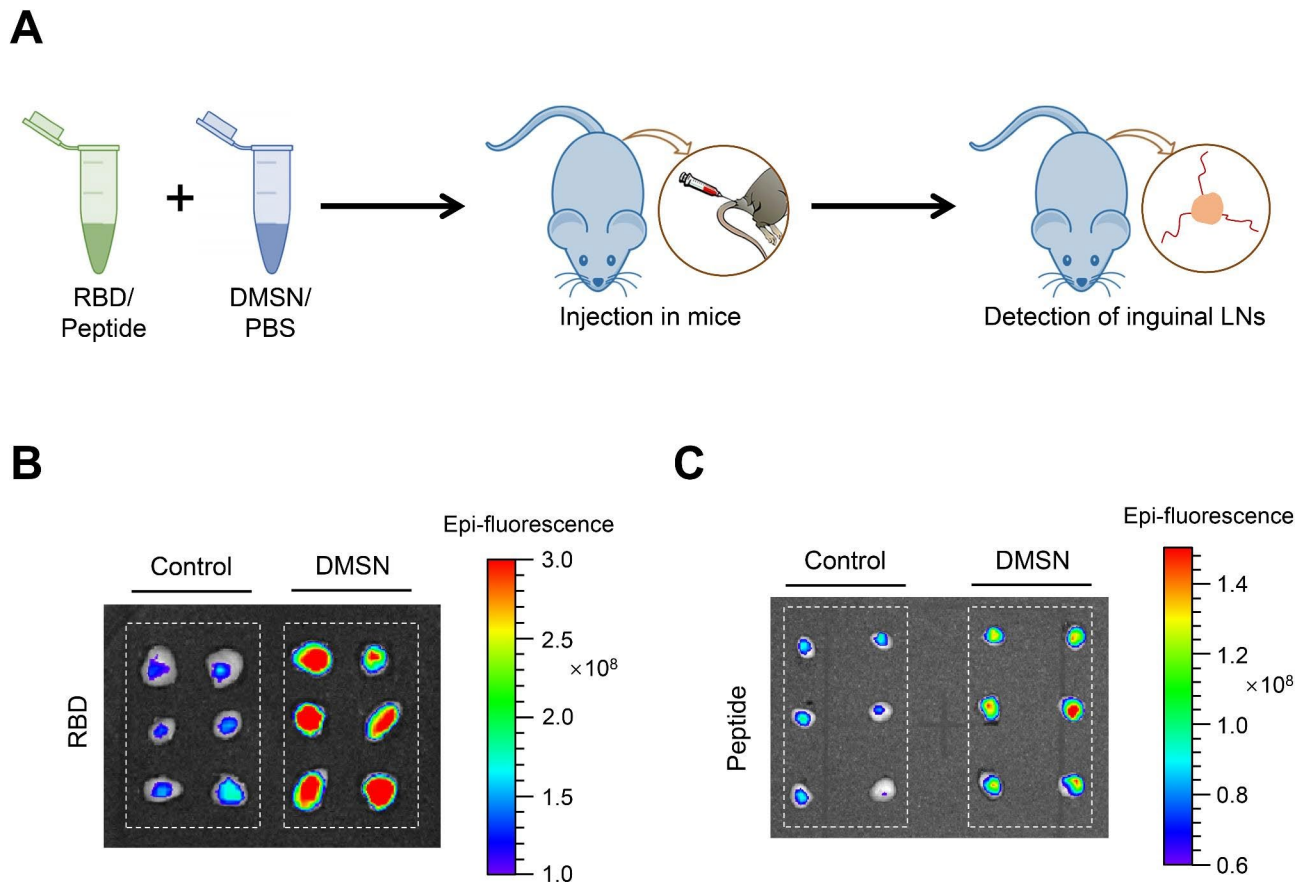 A
+
RBD/
Peptide
DMSN/
PBS
Injection in mice
Detection of inguinal LNs
B
Epi-fluorescence
Control
DMSN
RBD
3.0
2.5
×10⁸
2.0
1.5
1.0
C
Epi-fluorescence
Control
DMSN
Peptide
1.4
1.2
×10⁸
1.0
0.8
0.6